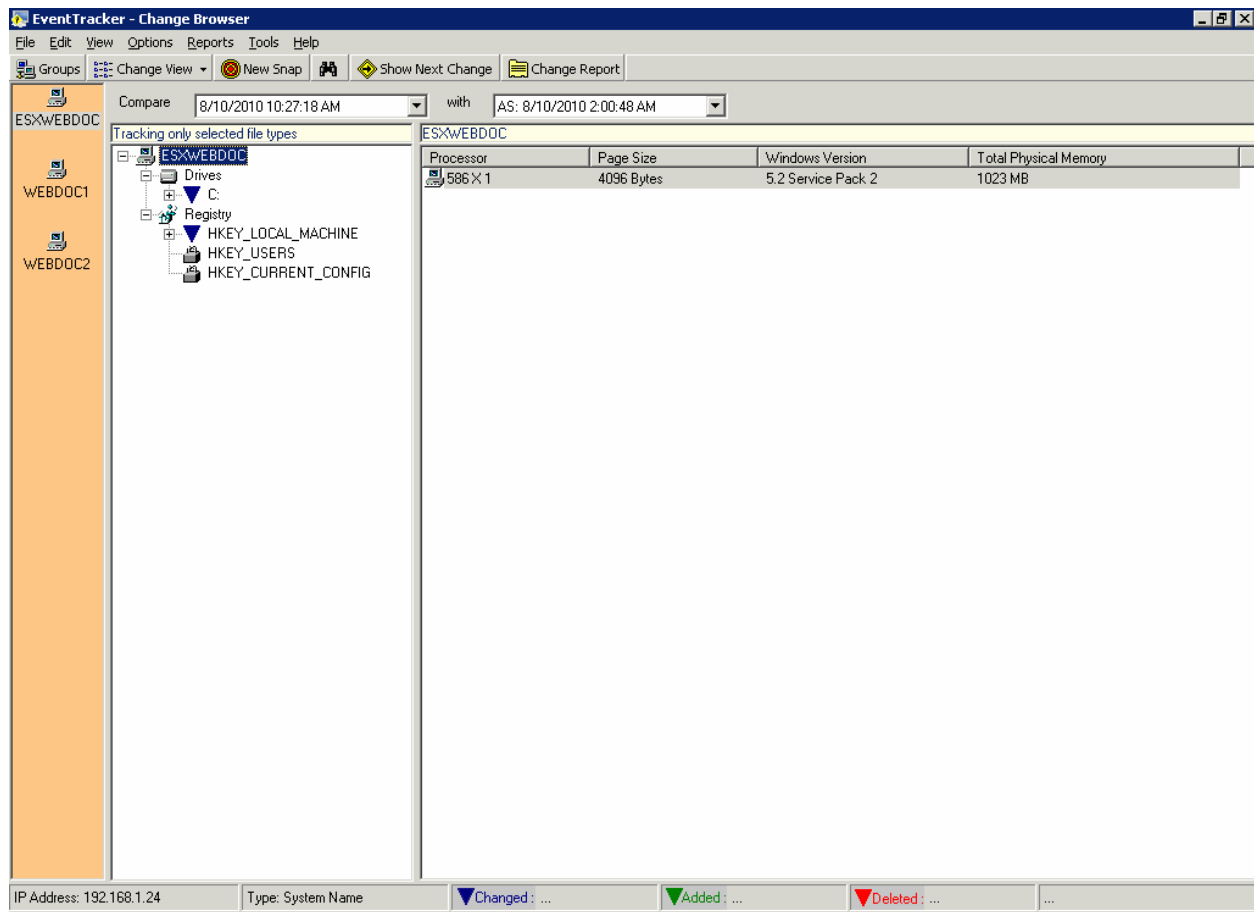 EventTracker - Change Browser
File Edit View Options Reports Tools Help
Groups Change View New Snap Show Next Change Change Report
ESXWEBDOC
WEBDOC1
WEBDOC2
Compare 8/10/2010 10:27:18 AM with AS: 8/10/2010 2:00:48 AM
Tracking only selected file types
ESXWEBDOC
Drives
C:
Registry
HKEY_LOCAL_MACHINE
HKEY_USERS
HKEY_CURRENT_CONFIG
ESXWEBDOC
Processor Page Size Windows Version Total Physical Memory
586 X 1 4096 Bytes 5.2 Service Pack 2 1023 MB
IP Address: 192.168.1.24 Type: System Name Changed : ... Added : ... Deleted : ... ...